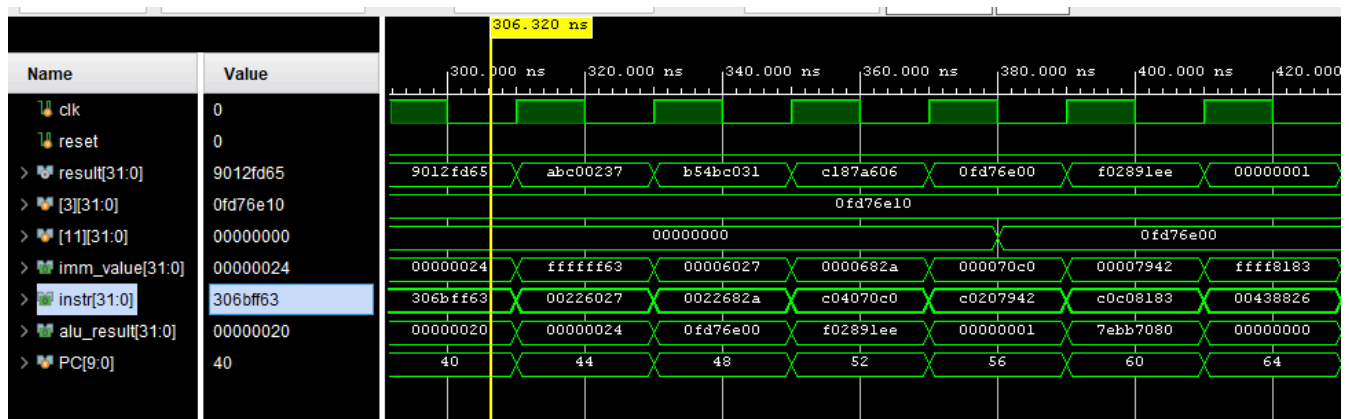 306.320 ns
Name Value 300.000 ns 320.000 ns 340.000 ns 360.000 ns 380.000 ns 400.000 ns 420.000
clk 0
reset 0
result[31:0] 9012fd65 9012fd65 abc00237 b54bc031 c187a606 0fd76e00 f02891ee 00000001
[3][31:0] 0fd76e10 0fd76e10
[11][31:0] 00000000 00000000 0fd76e00
imm_value[31:0] 00000024 00000024 ffffff63 00006027 0000682a 000070c0 00007942 ffff8183
instr[31:0] 306bff63 306bff63 00226027 0022682a c04070c0 c0207942 c0c08183 00438826
alu_result[31:0] 00000020 00000020 00000024 0fd76e00 f02891ee 00000001 7ebb7080 00000000
PC[9:0] 40 40 44 48 52 56 60 64